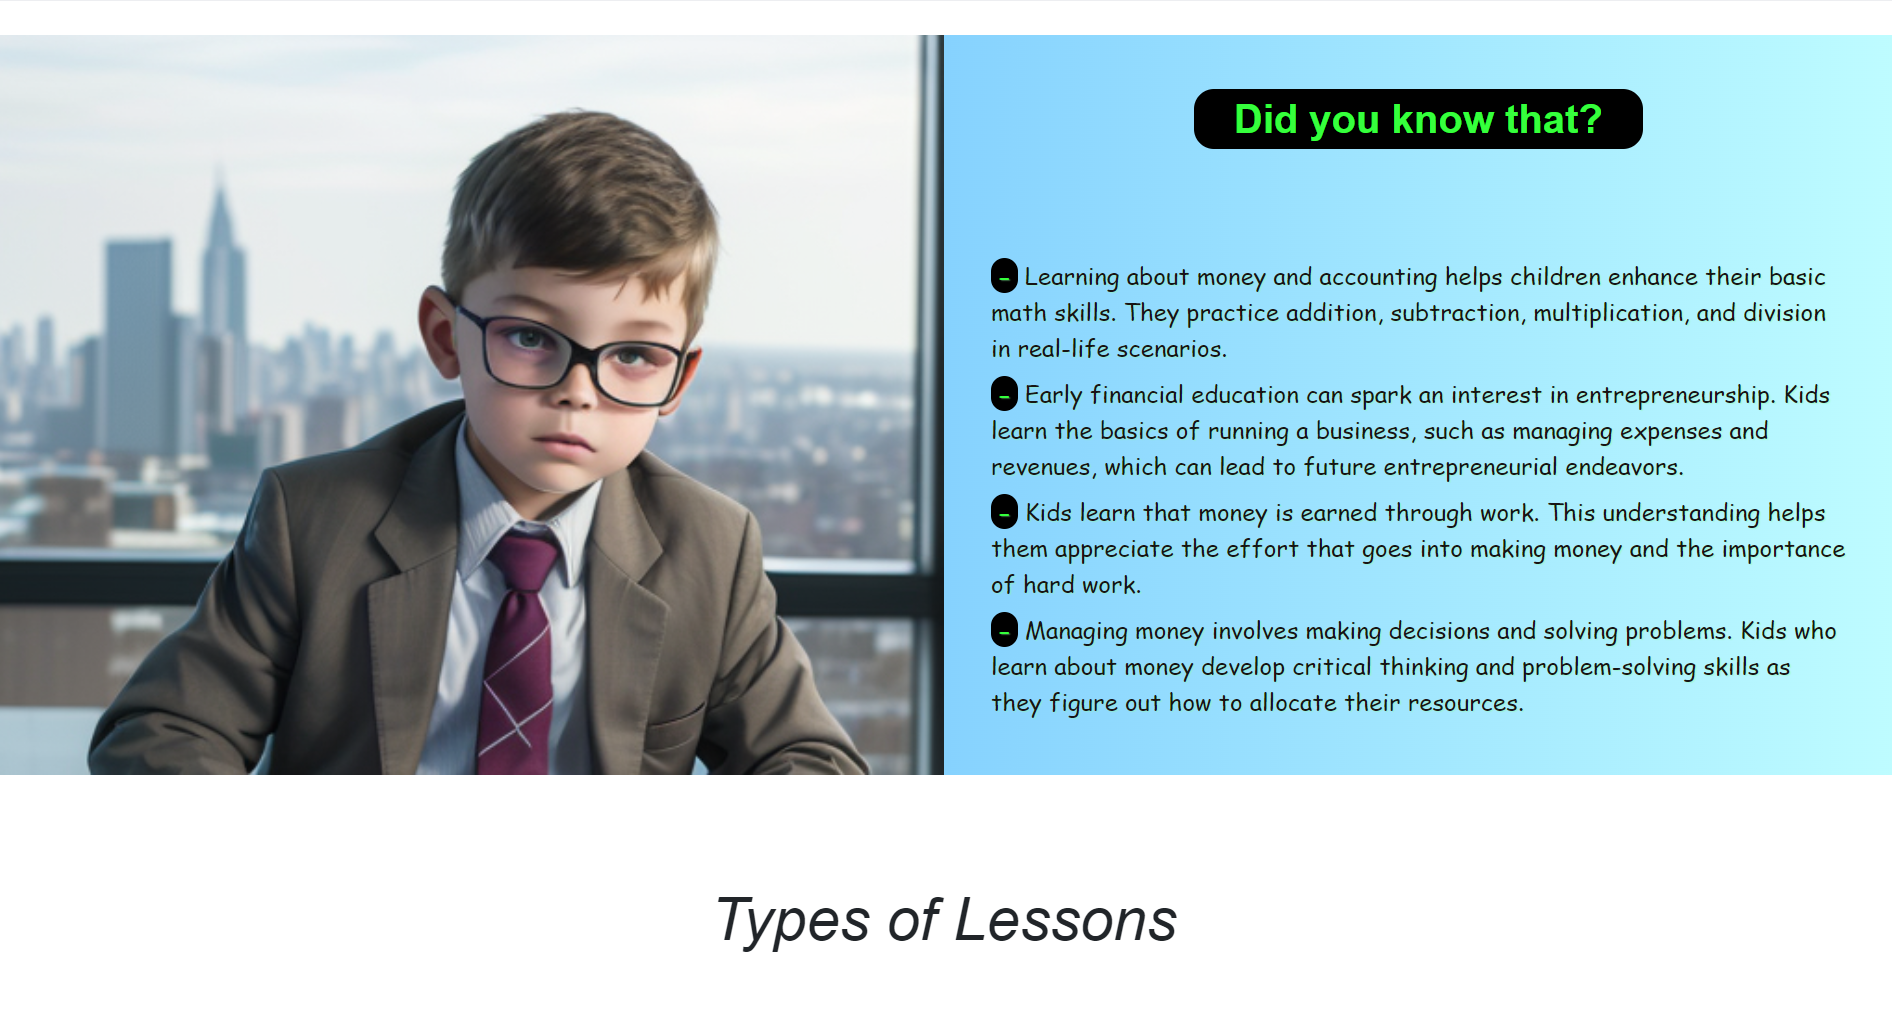 Did you know that?
- Learning about money and accounting helps children enhance their basic
math skills. They practice addition, subtraction, multiplication, and division
in real-life scenarios.
- Early financial education can spark an interest in entrepreneurship. Kids
learn the basics of running a business, such as managing expenses and
revenues, which can lead to future entrepreneurial endeavors.
- Kids learn that money is earned through work. This understanding helps
them appreciate the effort that goes into making money and the importance
of hard work.
- Managing money involves making decisions and solving problems. Kids who
learn about money develop critical thinking and problem-solving skills as
they figure out how to allocate their resources.
Types of Lessons